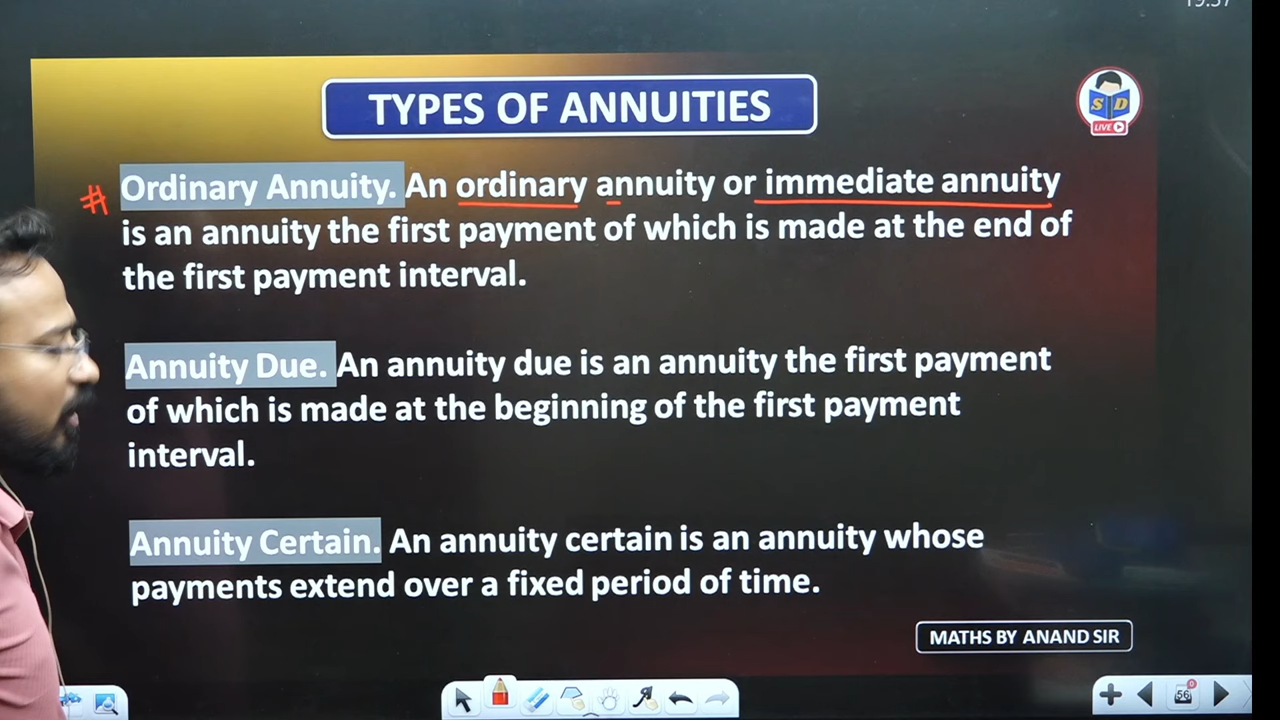 TYPES OF ANNUITIES
S D
LIVE
# Ordinary Annuity. An ordinary annuity or immediate annuity
is an annuity the first payment of which is made at the end of
the first payment interval.
Annuity Due. An annuity due is an annuity the first payment
of which is made at the beginning of the first payment
interval.
Annuity Certain. An annuity certain is an annuity whose
payments extend over a fixed period of time.
MATHS BY ANAND SIR
56